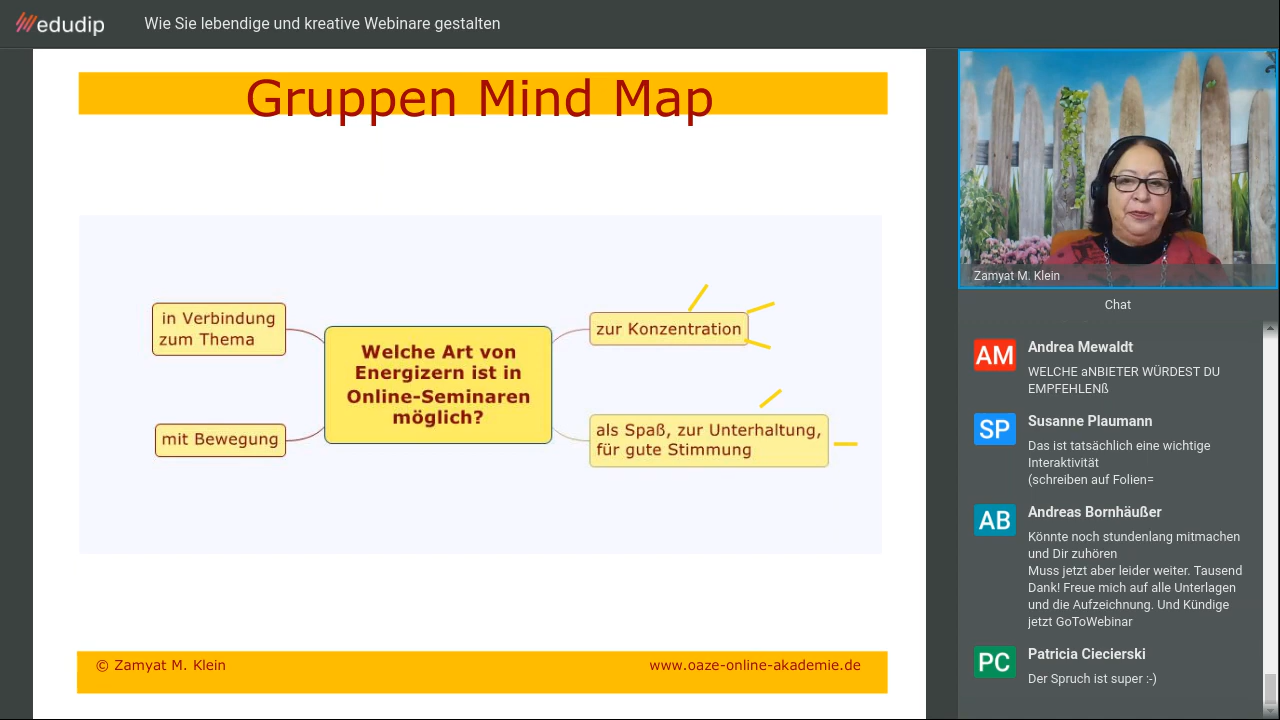 edudip
Wie Sie lebendige und kreative Webinare gestalten
Gruppen Mind Map
in Verbindung
zum Thema
mit Bewegung
Welche Art von
Energizern ist in
Online-Seminaren
möglich?
zur Konzentration
als Spaß, zur Unterhaltung,
für gute Stimmung
© Zamyat M. Klein
www.oaze-online-akademie.de
Zamyat M. Klein
Chat
AM
Andrea Mewaldt
WELCHE aNBIETER WÜRDEST DU
EMPFEHLENß
SP
Susanne Plaumann
Das ist tatsächlich eine wichtige
Interaktivität
(schreiben auf Folien=
AB
Andreas Bornhäußer
Könnte noch stundenlang mitmachen
und Dir zuhören
Muss jetzt aber leider weiter. Tausend
Dank! Freue mich auf alle Unterlagen
und die Aufzeichnung. Und Kündige
jetzt GoToWebinar
PC
Patricia Ciecierski
Der Spruch ist super :-)